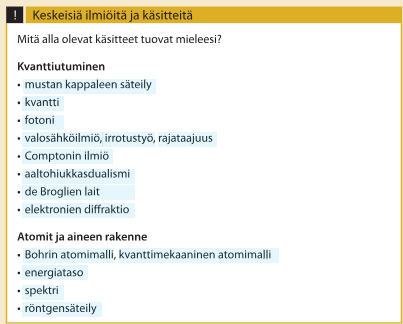 ! Keskeisiä ilmiöitä ja käsitteitä
Mitä alla olevat käsitteet tuovat mieleesi?
Kvanttiutuminen
• mustan kappaleen säteily
• kvantti
• fotoni
• valosähköilmiö, irrotustyö, rajataajuus
• Comptonin ilmiö
• aaltohiukkasdualismi
• de Broglien lait
• elektronien diffraktio
Atomit ja aineen rakenne
• Bohrin atomimalli, kvanttimekaaninen atomimalli
• energiataso
• spektri
• röntgensäteily